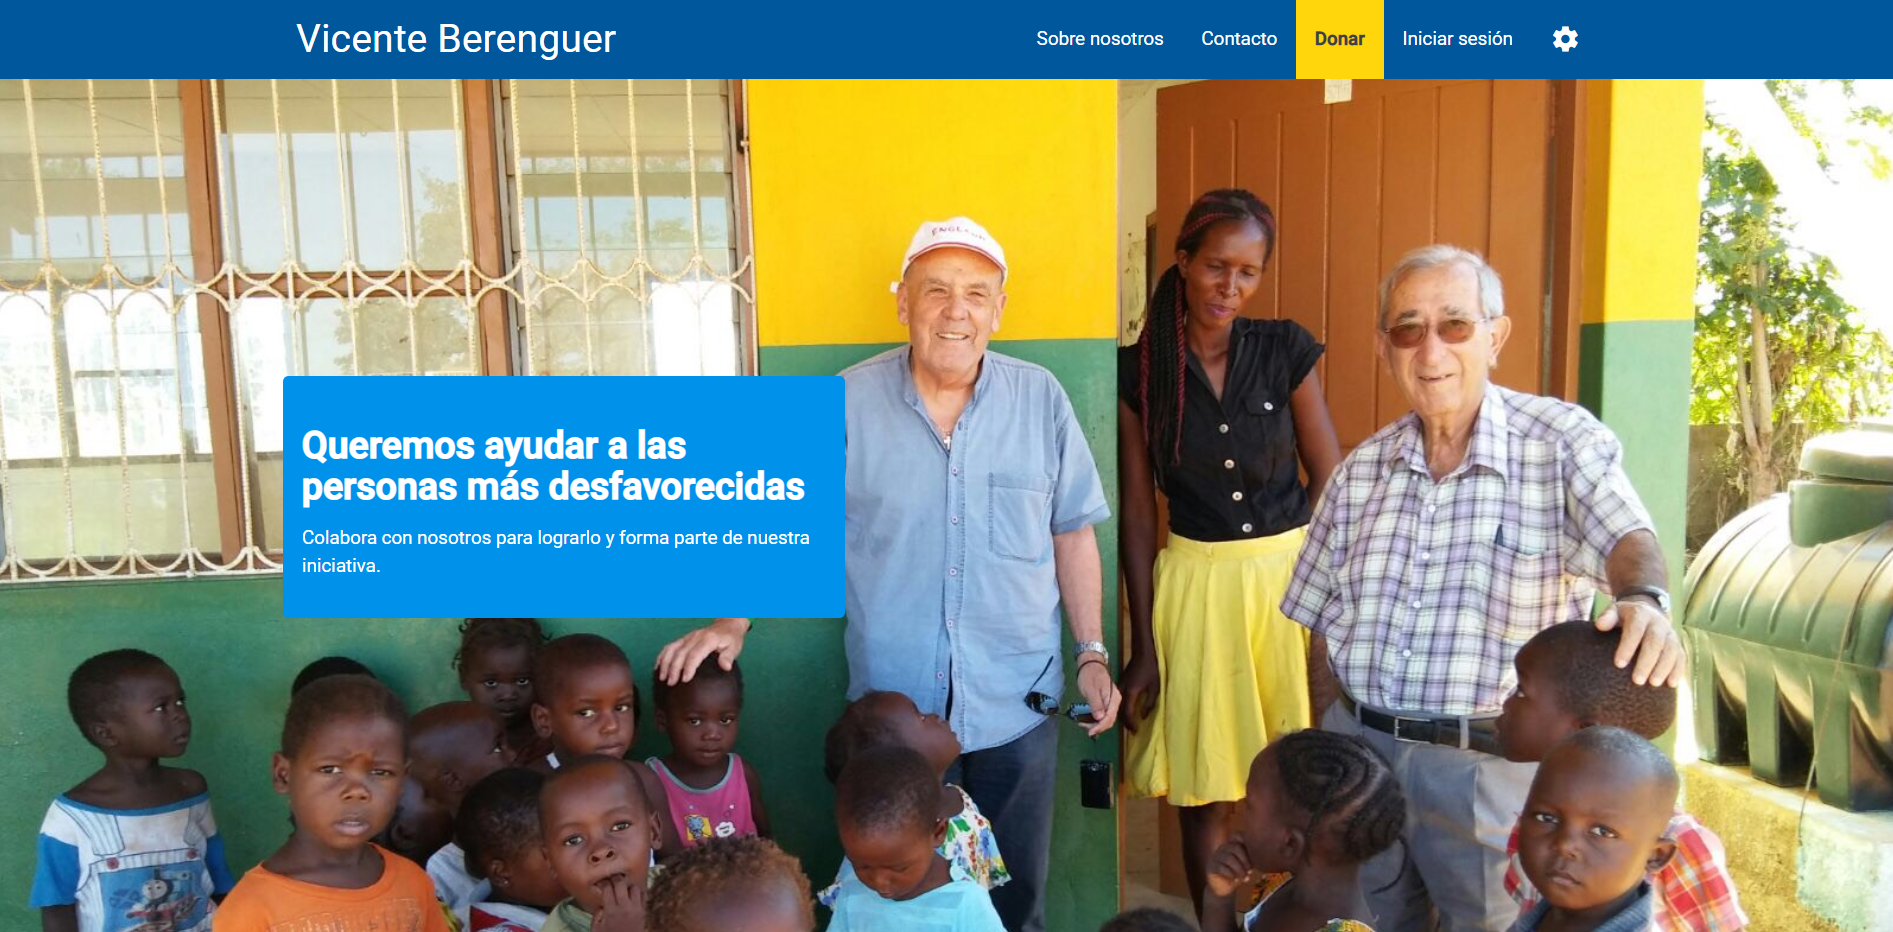 Vicente Berenguer
Sobre nosotros
Contacto
Donar
Iniciar sesión
Queremos ayudar a las
personas más desfavorecidas
Colabora con nosotros para lograrlo y forma parte de nuestra
iniciativa.